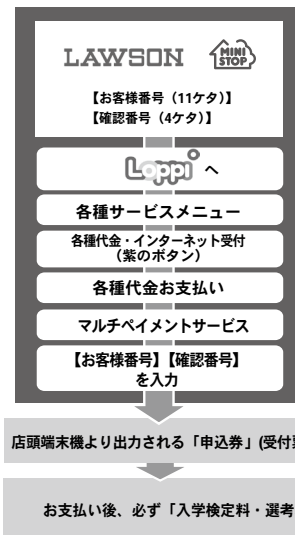 LAWSON MINI STOP
【お客様番号（11ケタ）】
【確認番号（4ケタ）】
Loppi へ
各種サービスメニュー
各種代金・インターネット受付
（紫のボタン）
各種代金お支払い
マルチペイメントサービス
【お客様番号】【確認番号】
を入力
店頭端末機より出力される「申込券」(受付
お支払い後、必ず「入学検定料・選考